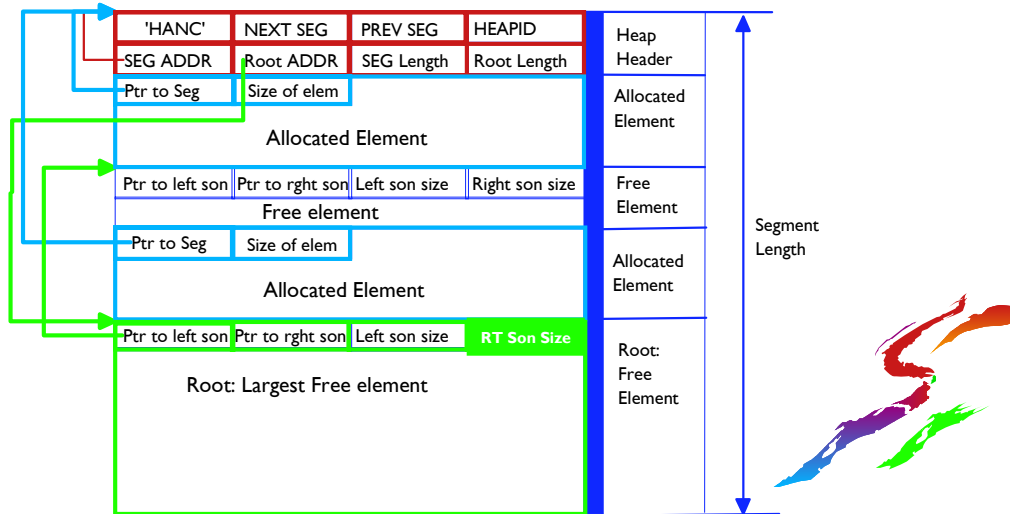 'HANC' NEXT SEG PREV SEG HEAPID
Heap
Header
SEG ADDR Root ADDR SEG Length Root Length
Ptr to Seg Size of elem
Allocated
Element
Allocated Element
Ptr to left son Ptr to rght son Left son size Right son size
Free
Element
Free element
Segment
Length
Ptr to Seg Size of elem
Allocated
Element
Allocated Element
Ptr to left son Ptr to rght son Left son size RT Son Size
Root:
Free
Element
Root: Largest Free element